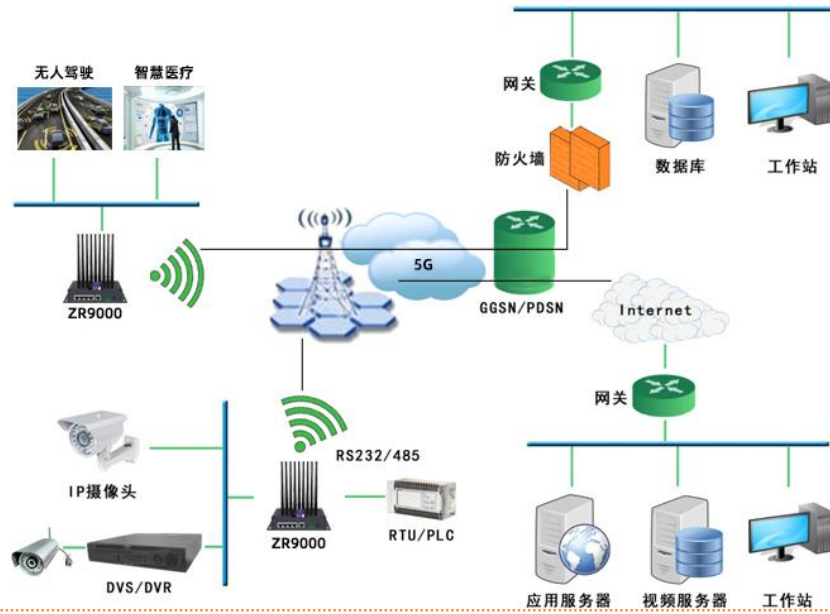 无人驾驶
智慧医疗
网关
防火墙
数据库
工作站
ZR9000
5G
GGSN/PDSN
Internet
网关
RS232/485
IP摄像头
ZR9000
RTU/PLC
DVS/DVR
应用服务器
视频服务器
工作站